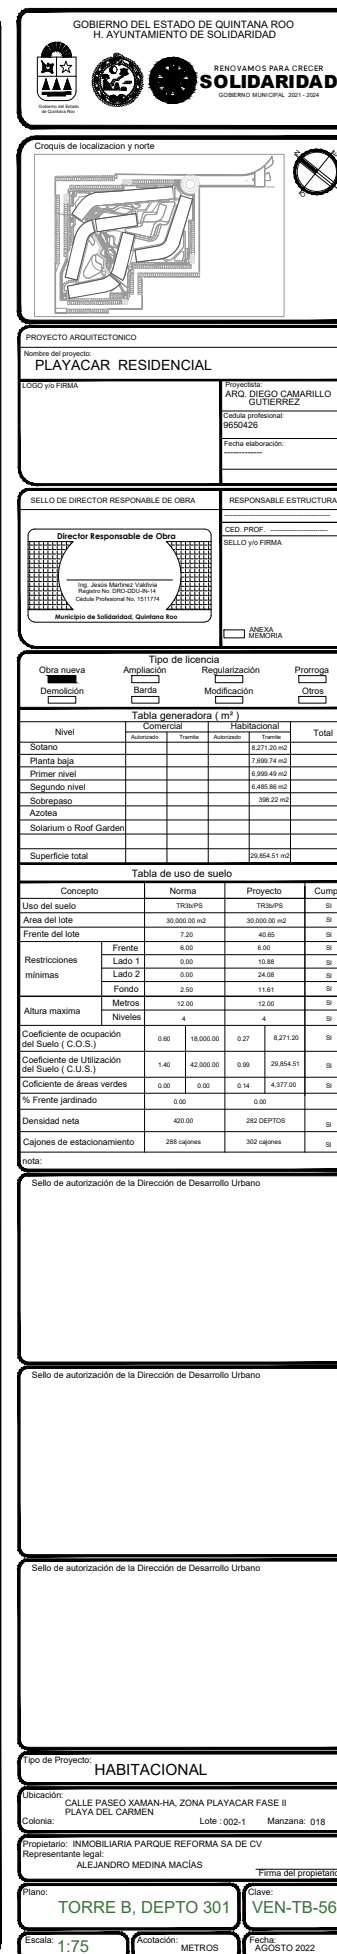 GOBIERNO DEL ESTADO DE QUINTANA ROO
H. AYUNTAMIENTO DE SOLIDARIDAD
RENOVAMOS PARA CRECER
SOLIDARIDAD
GOBIERNO MUNICIPAL 2021 - 2024
Gobierno del Estado
de Quintana Roo
Croquis de localizacion y norte
PROYECTO ARQUITECTONICO
Nombre del proyecto:
PLAYACAR RESIDENCIAL
LOGO y/o FIRMA
Proyectista:
ARQ. DIEGO CAMARILLO
GUTIERREZ
Cedula profesional:
9650426
Fecha elaboración:
-------------
SELLO DE DIRECTOR RESPONSABLE DE OBRA
RESPONSABLE ESTRUCTURA
CED. PROF.
SELLO y/o FIRMA
Director Responsable de Obra
Ing. Jesús Martinez Valdivia
Registro No. DRO-DDU-IN-14
Cédula Profesional No. 1511774
Municipio de Solidaridad, Quintana Roo
ANEXA
MEMORIA
Tipo de licencia
Obra nueva Ampliación Regularización Prorroga
Demolición Barda Modificación Otros
Tabla generadora ( m² )
Nivel Comercial Habitacional Total
Autorizado Tramite Autorizado Tramite
Sotano 8,271.20 m2
Planta baja 7,699.74 m2
Primer nivel 6,999.49 m2
Segundo nivel 6,485.86 m2
Sobrepaso 398.22 m2
Azotea
Solarium o Roof Garden
Superficie total 29,854.51 m2
Tabla de uso de suelo
Concepto Norma Proyecto Cump
Uso del suelo TR3b/PS TR3b/PS SI
Area del lote 30,000.00 m2 30,000.00 m2 SI
Frente del lote 7.20 40.65 SI
Restricciones
mínimas
Frente 6.00 6.00 SI
Lado 1 0.00 10.88 SI
Lado 2 0.00 24.08 SI
Fondo 2.50 11.61 SI
Altura maxima
Metros 12.00 12.00 SI
Niveles 4 4 SI
Coeficiente de ocupación
del Suelo ( C.O.S.) 0.60 18,000.00 0.27 8,271.20 SI
Coeficiente de Utilización
del Suelo ( C.U.S.) 1.40 42,000.00 0.99 29,854.51 SI
Coficiente de áreas verdes 0.00 0.00 0.14 4,377.00 SI
% Frente jardinado 0.00 0.00
Densidad neta 420.00 282 DEPTOS SI
Cajones de estacionamiento 288 cajones 302 cajones SI
nota:
Sello de autorización de la Dirección de Desarrollo Urbano
Sello de autorización de la Dirección de Desarrollo Urbano
Sello de autorización de la Dirección de Desarrollo Urbano
Tipo de Proyecto:
HABITACIONAL
Ubicación:
CALLE PASEO XAMAN-HA, ZONA PLAYACAR FASE II
PLAYA DEL CARMEN
Colonia: Lote : 002-1 Manzana: 018
Propietario: INMOBILIARIA PARQUE REFORMA SA DE CV
Representante legal:
ALEJANDRO MEDINA MACÍAS
Firma del propietario
Plano:
TORRE B, DEPTO 301
Clave:
VEN-TB-56
Escala: 1:75
Acotación:
METROS
Fecha:
AGOSTO 2022